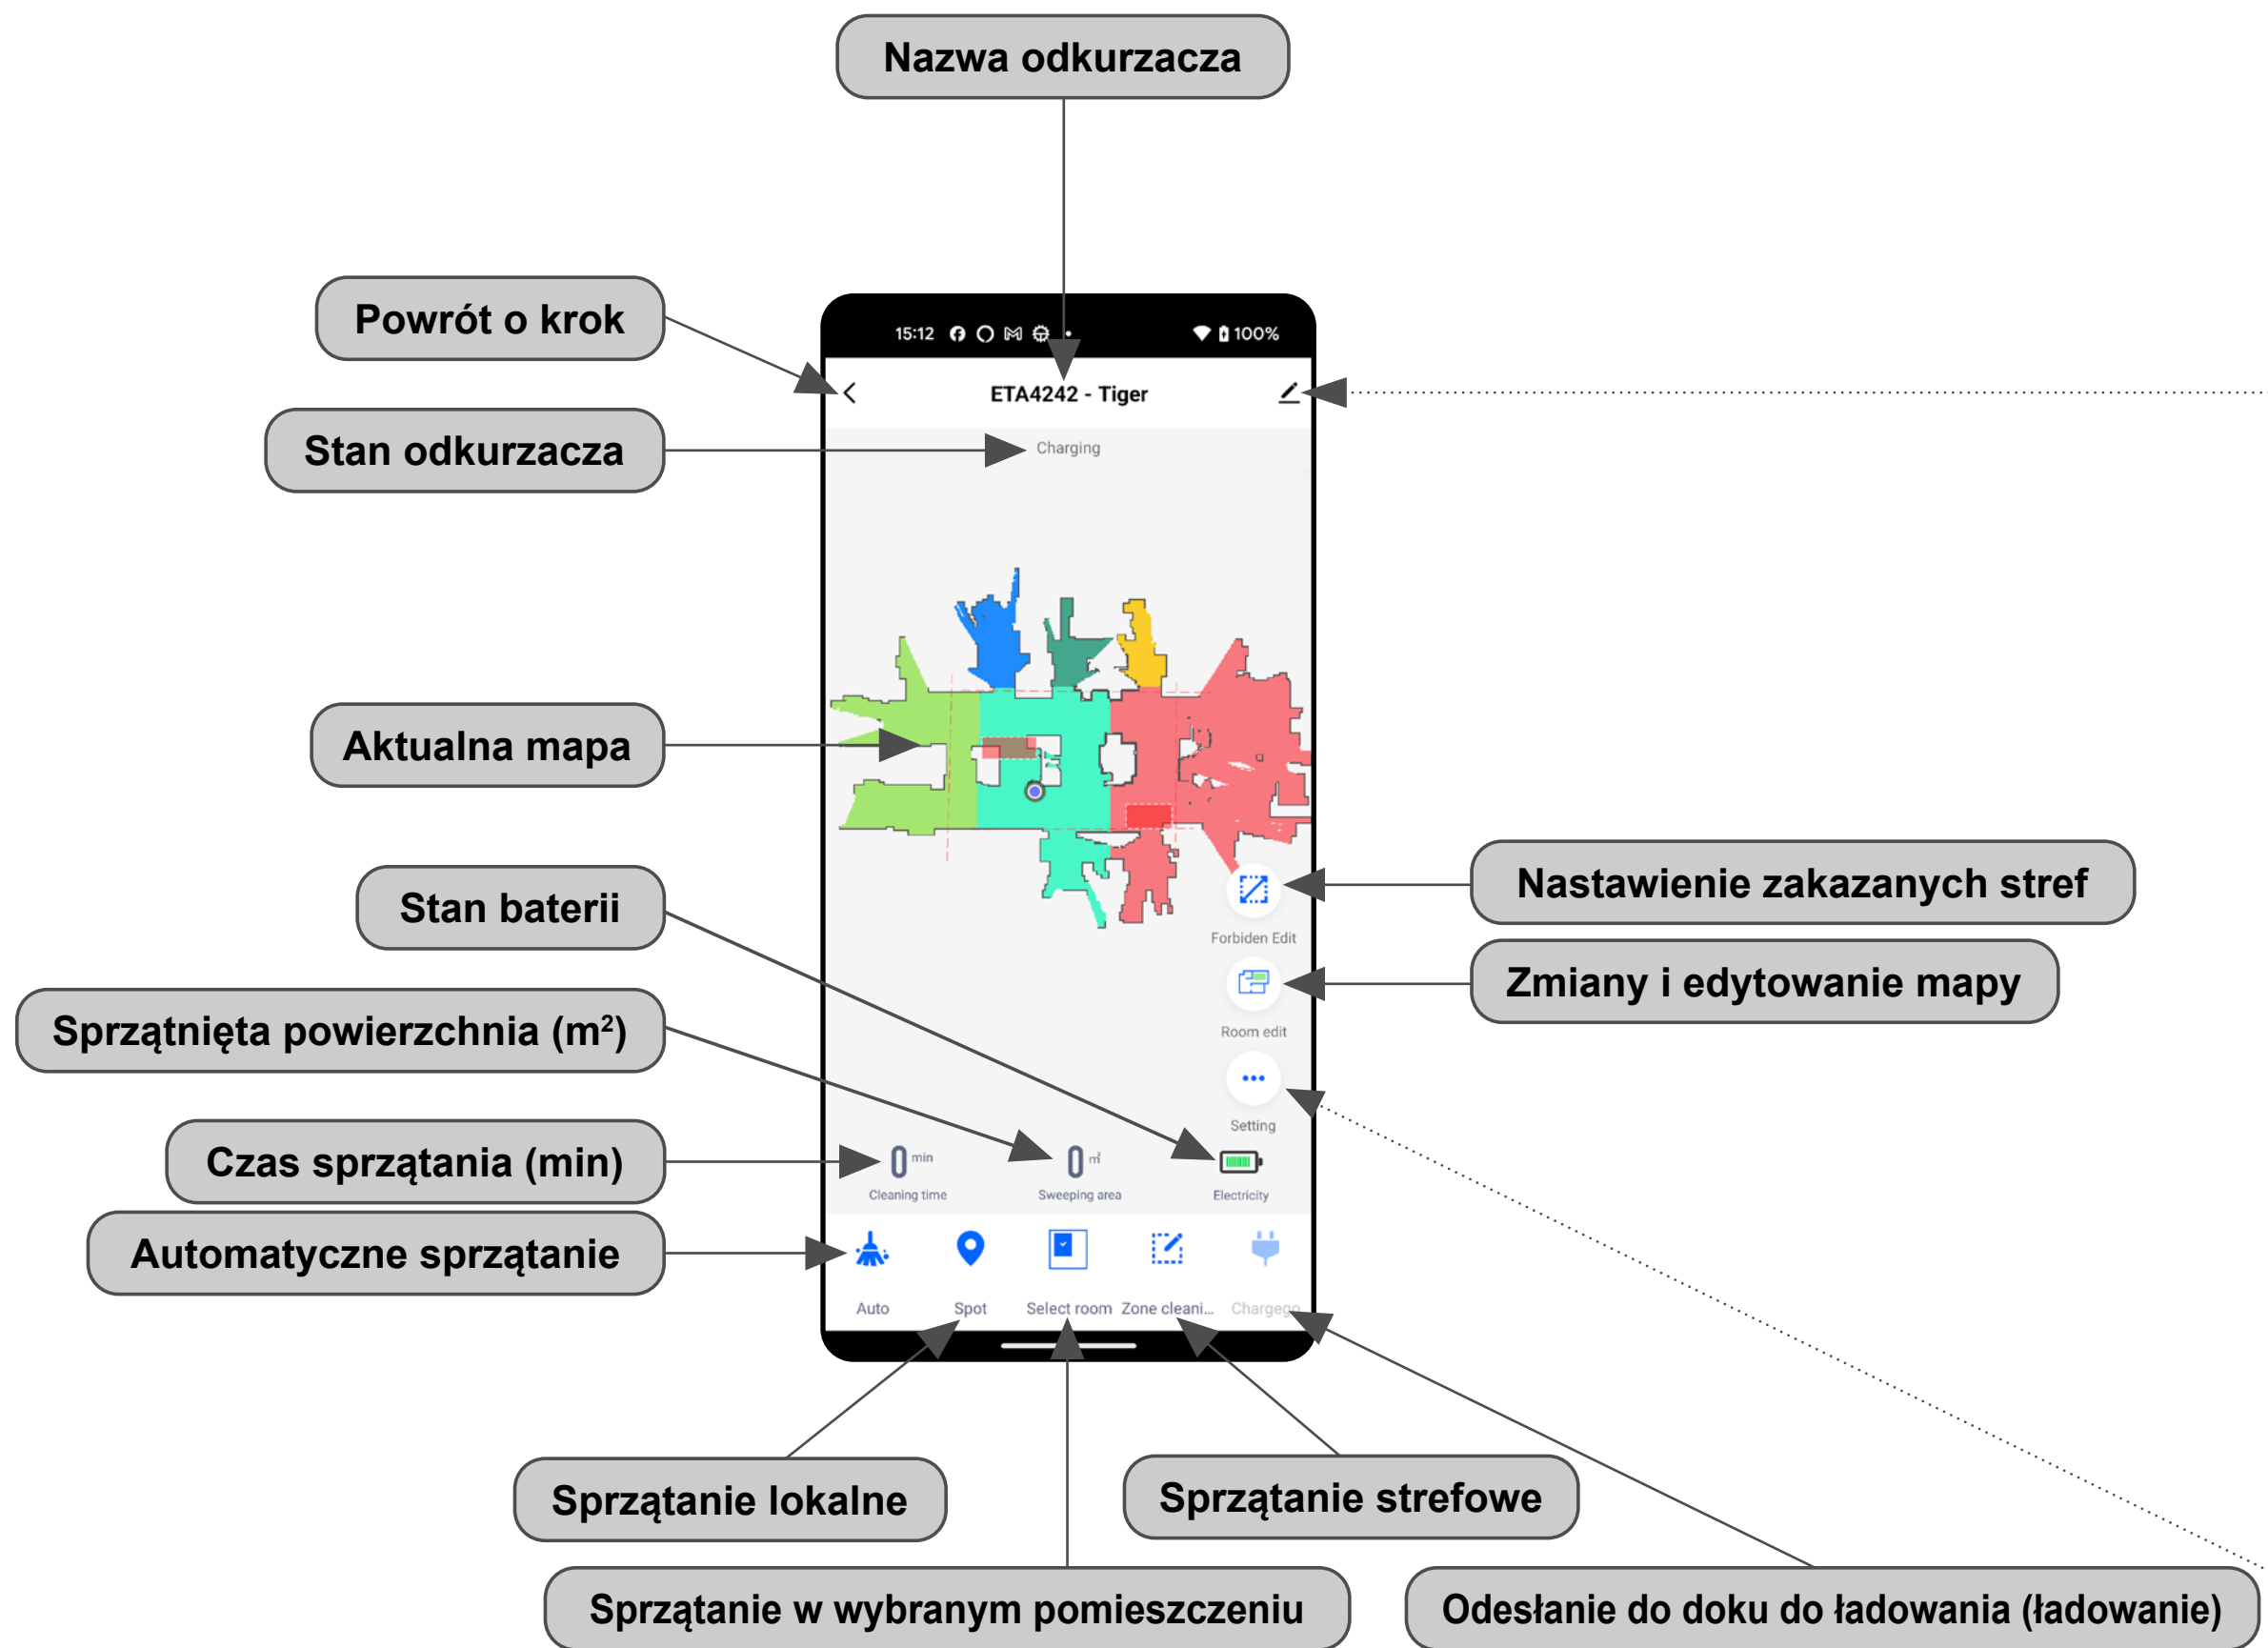 Nazwa odkurzacza
Powrót o krok
15:12 100%
ETA4242 - Tiger
Stan odkurzacza
Charging
Aktualna mapa
Stan baterii
Nastawienie zakazanych stref
Forbiden Edit
Zmiany i edytowanie mapy
Sprzątnięta powierzchnia (m²)
Room edit
Setting
Czas sprzątania (min)
0 min
0 ㎡
Cleaning time
Sweeping area
Electricity
Automatyczne sprzątanie
Auto
Spot
Select room
Zone cleani...
Chargego
Sprzątanie lokalne
Sprzątanie strefowe
Sprzątanie w wybranym pomieszczeniu
Odesłanie do doku do ładowania (ładowanie)